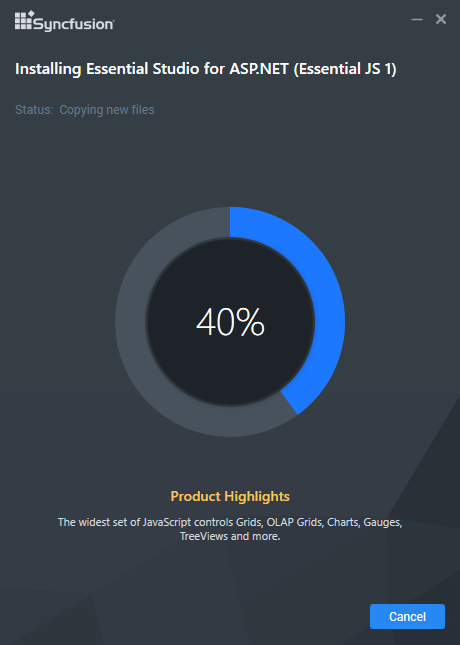 Syncfusion
Installing Essential Studio for ASP.NET (Essential JS 1)
Status: Copying new files
40%
Product Highlights
The widest set of JavaScript controls Grids, OLAP Grids, Charts, Gauges,
TreeViews and more.
Cancel